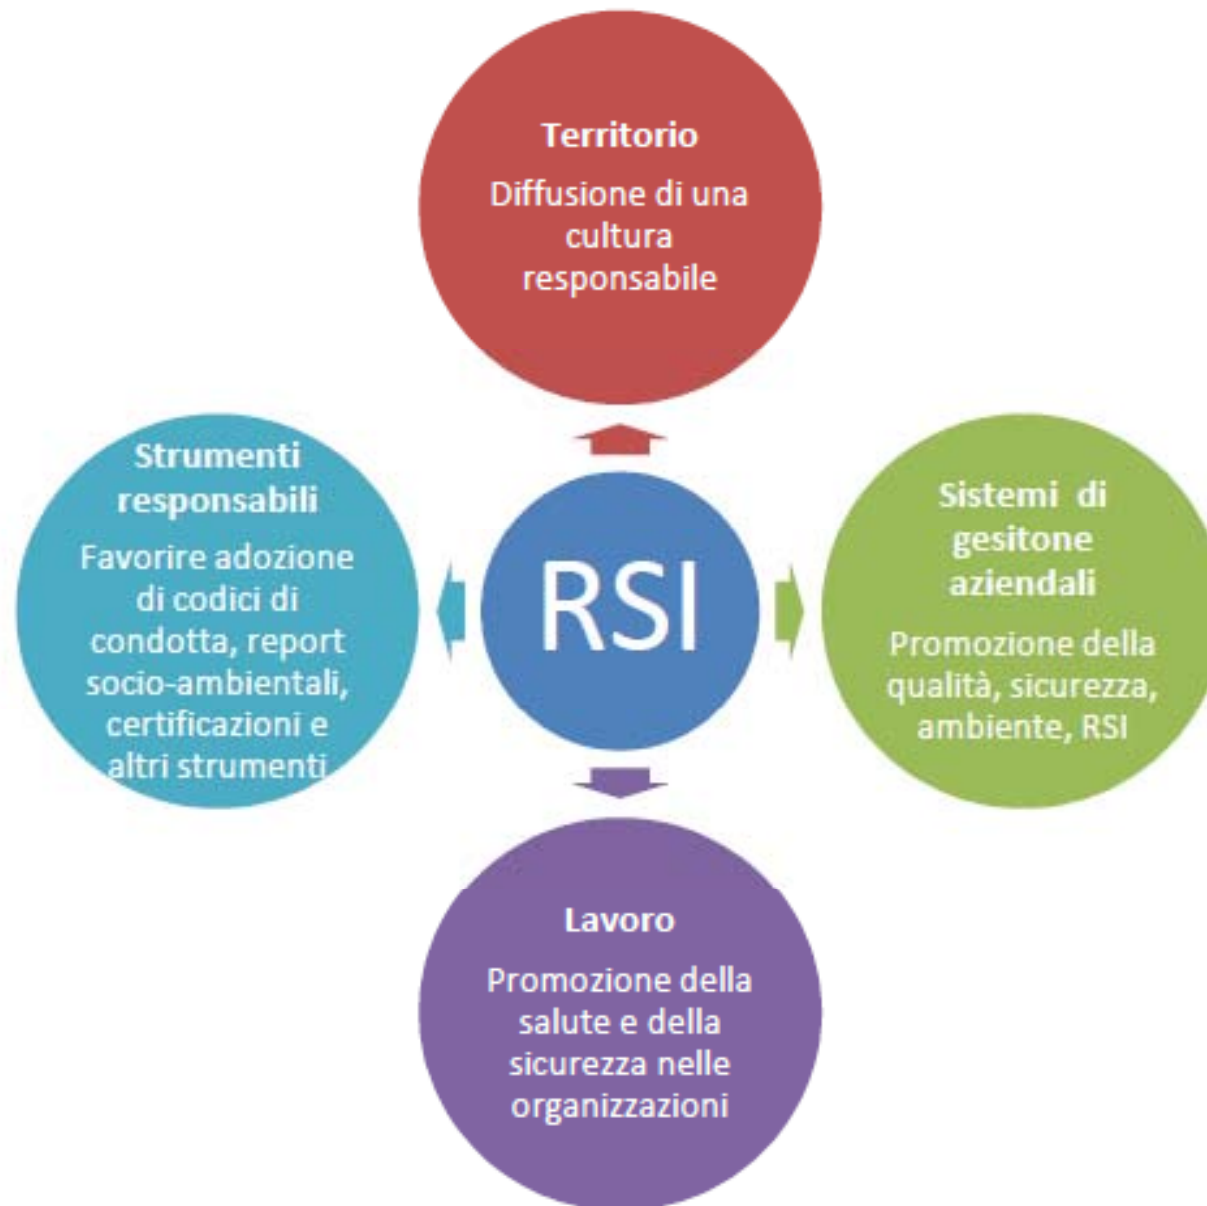 Territorio
Diffusione di una
cultura
responsabile
Strumenti
responsabili
Favorire adozione
di codici di
condotta, report
socio-ambientali,
certificazioni e
altri strumenti
RSI
Sistemi di
gesitone
aziendali
Promozione della
qualità, sicurezza,
ambiente, RSI
Lavoro
Promozione della
salute e della
sicurezza nelle
organizzazioni